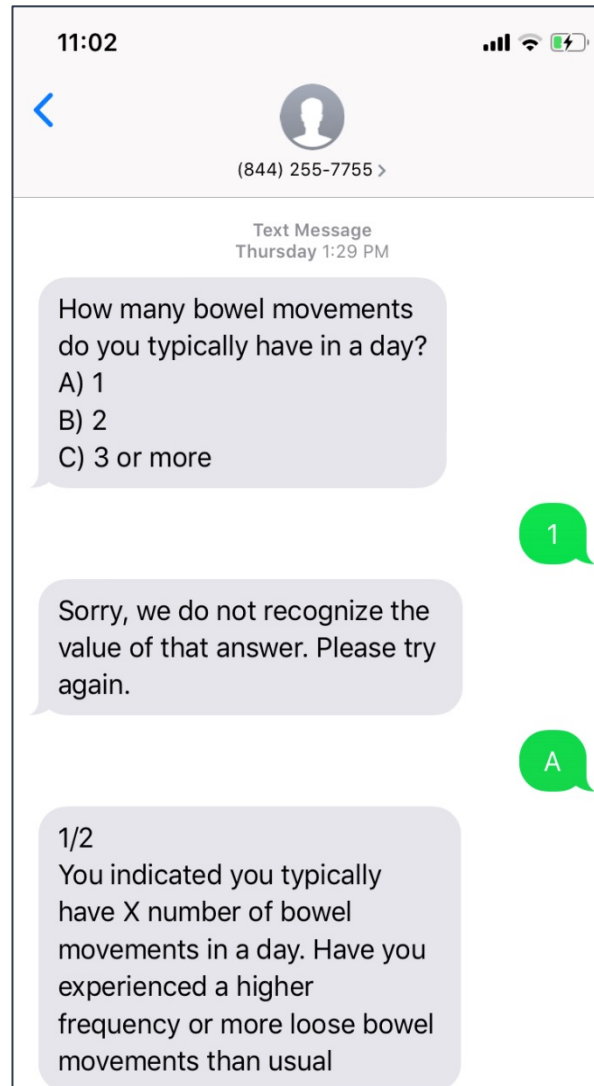 11:02
(844) 255-7755 >
Text Message
Thursday 1:29 PM
How many bowel movements
do you typically have in a day?
A) 1
B) 2
C) 3 or more
1
Sorry, we do not recognize the
value of that answer. Please try
again.
A
1/2
You indicated you typically
have X number of bowel
movements in a day. Have you
experienced a higher
frequency or more loose bowel
movements than usual